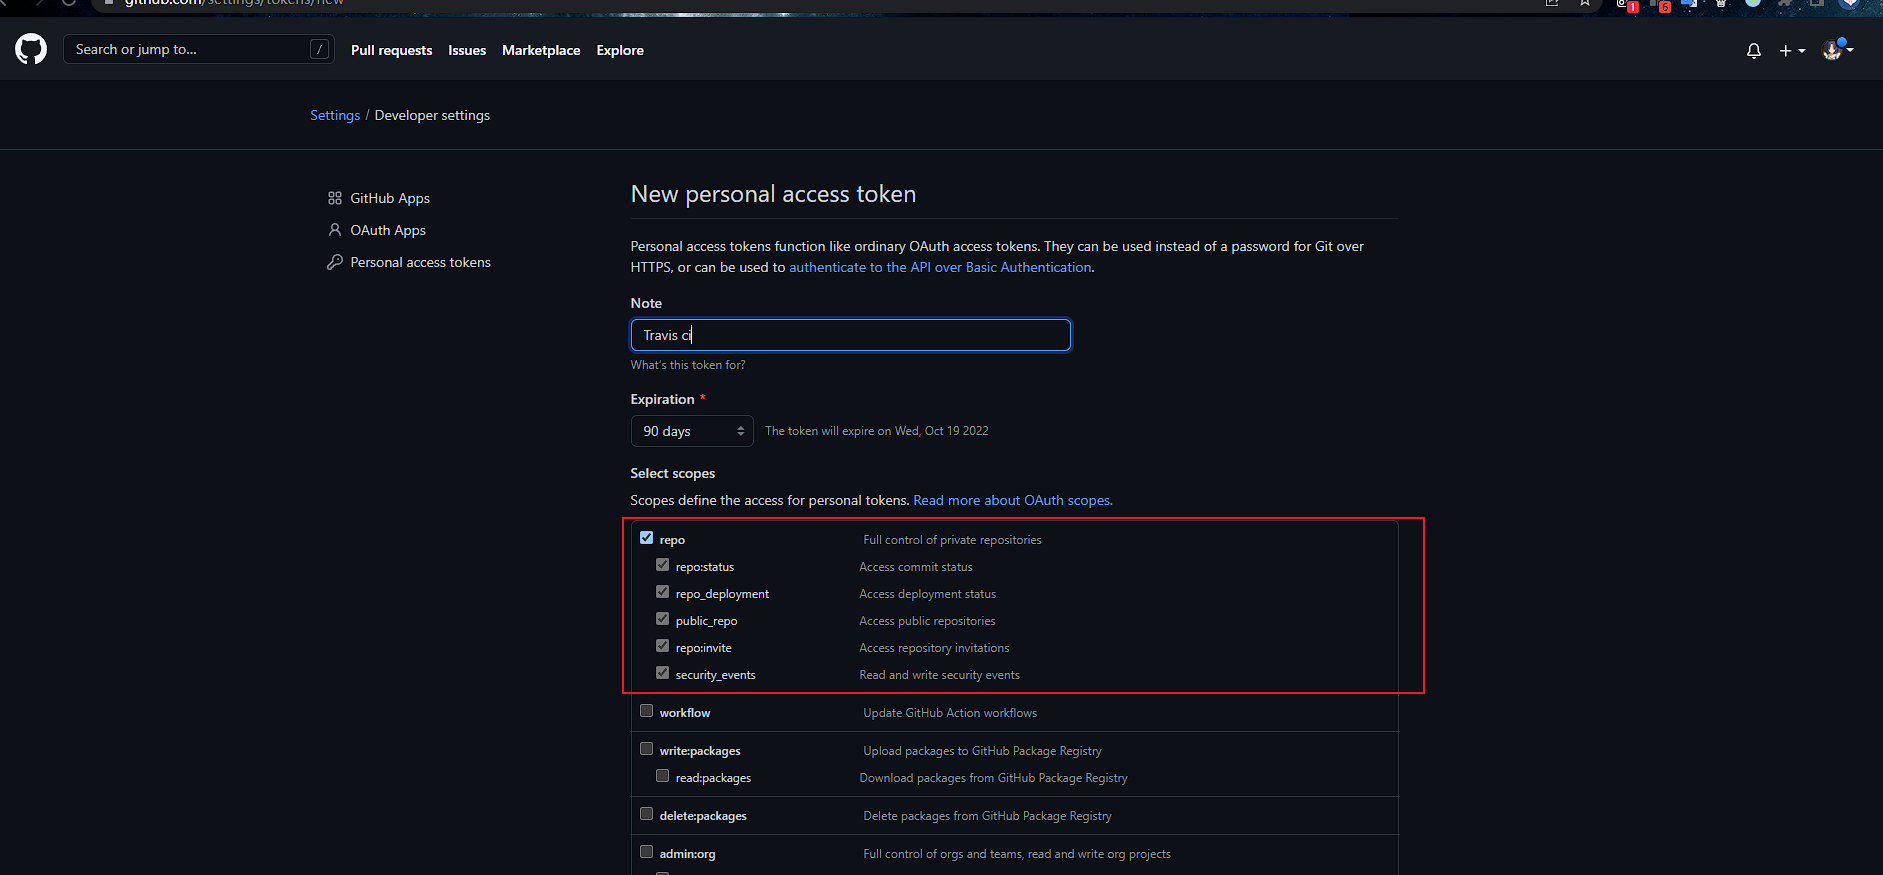 github.com/settings/tokens/new
1
6
Search or jump to...
/
Pull requests
Issues
Marketplace
Explore
Settings / Developer settings
GitHub Apps
OAuth Apps
Personal access tokens
New personal access token
Personal access tokens function like ordinary OAuth access tokens. They can be used instead of a password for Git over
HTTPS, or can be used to authenticate to the API over Basic Authentication.
Note
Travis ci
What's this token for?
Expiration *
90 days
The token will expire on Wed, Oct 19 2022
Select scopes
Scopes define the access for personal tokens. Read more about OAuth scopes.
repo Full control of private repositories
repo:status Access commit status
repo_deployment Access deployment status
public_repo Access public repositories
repo:invite Access repository invitations
security_events Read and write security events
workflow Update GitHub Action workflows
write:packages Upload packages to GitHub Package Registry
read:packages Download packages from GitHub Package Registry
delete:packages Delete packages from GitHub Package Registry
admin:org Full control of orgs and teams, read and write org projects